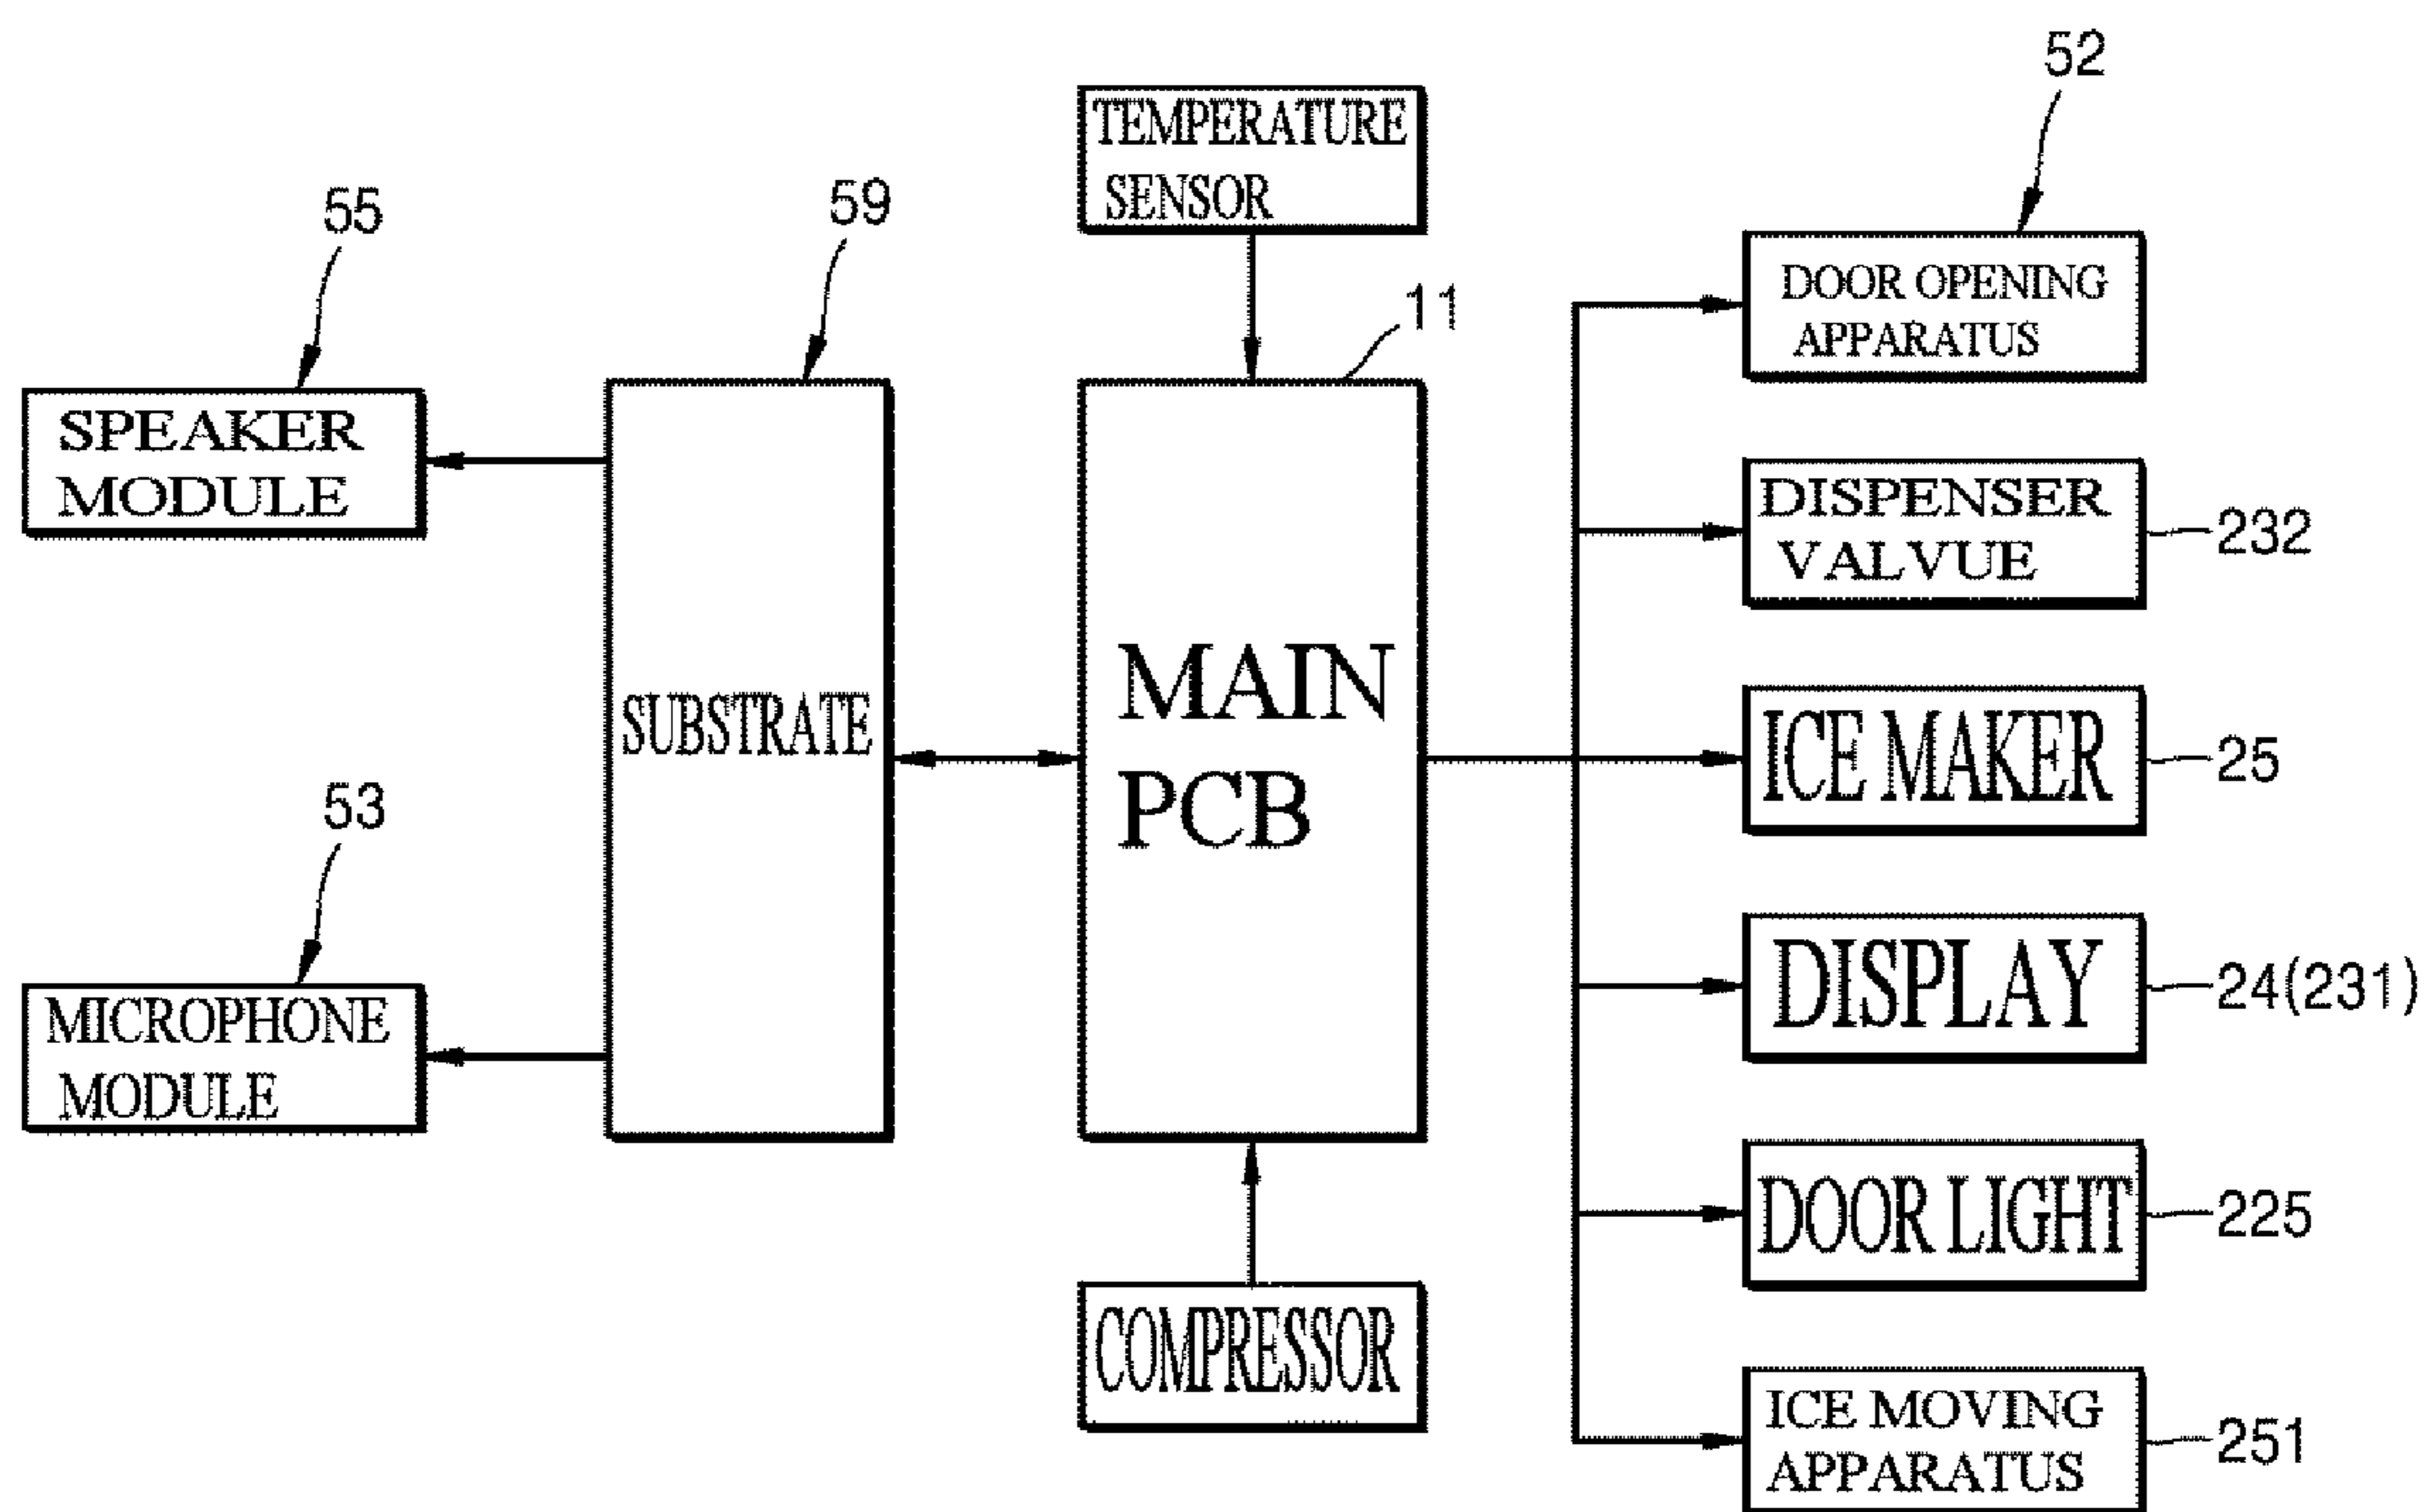 52
TEMPERATURE
SENSOR
55
59
11
DOOR OPENING
APPARATUS
SPEAKER
MODULE
DISPENSER
VALVUE
232
SUBSTRATE
MAIN
PCB
ICE MAKER
25
53
MICROPHONE
MODULE
DISPLAY
24(231)
DOOR LIGHT
225
COMPRESSOR
ICE MOVING
APPARATUS
251